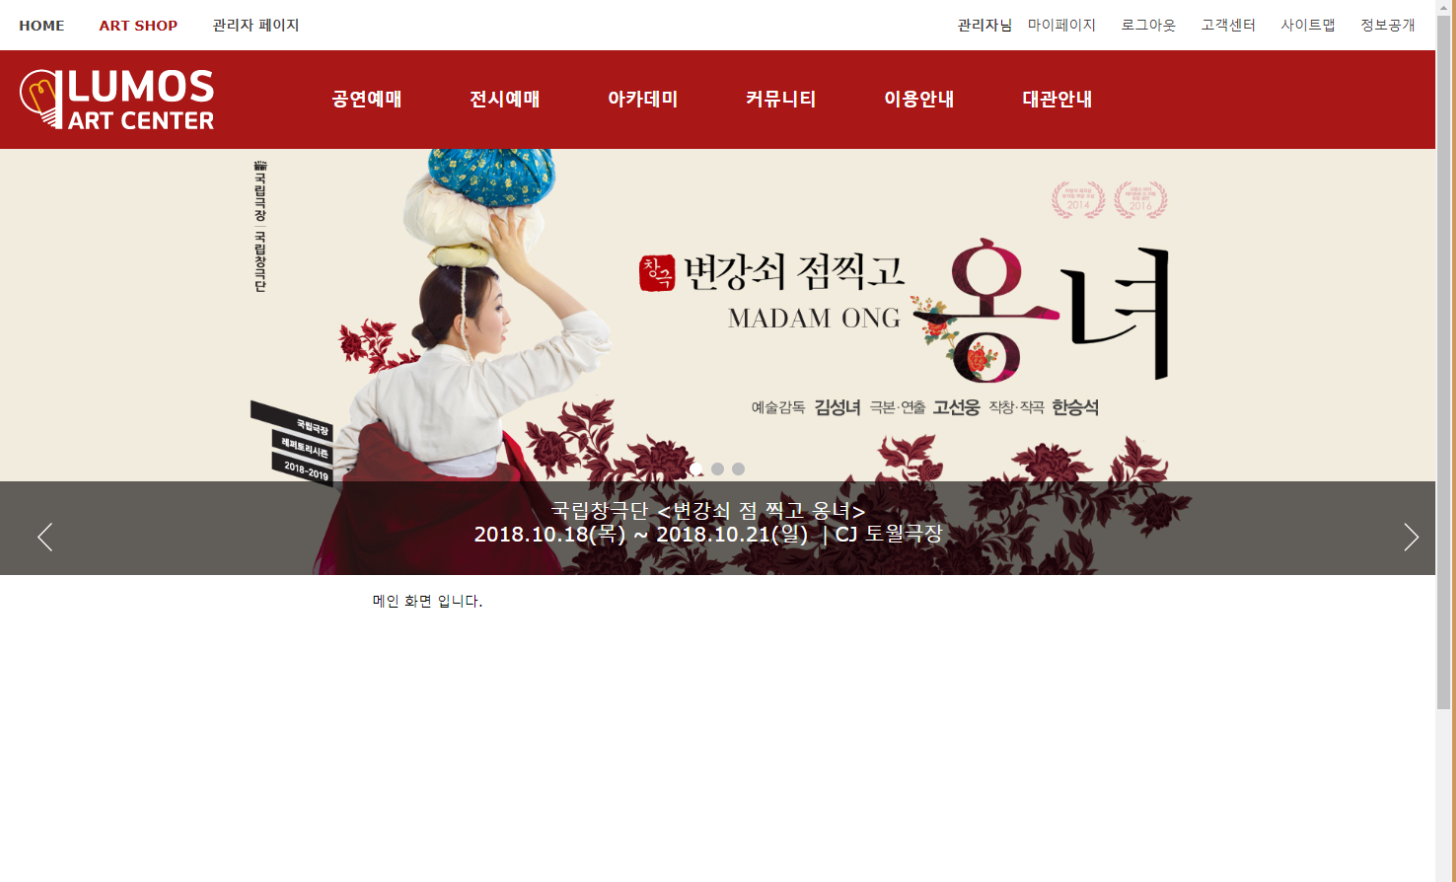 HOME
ART SHOP
관리자 페이지
관리자님
마이페이지
로그아웃
고객센터
사이트맵
정보공개
LUMOS
ART CENTER
공연예매
전시예매
아카데미
커뮤니티
이용안내
대관안내
국립극장
국립창극단
2014
2016
창극
변강쇠 점찍고
옹녀
MADAM ONG
예술감독 김성녀 극본·연출 고선웅 작창·작곡 한승석
국립극장
레퍼토리시즌
2018-2019
국립창극단 <변강쇠 점 찍고 옹녀>
2018.10.18(목) ~ 2018.10.21(일) | CJ 토월극장
메인 화면 입니다.